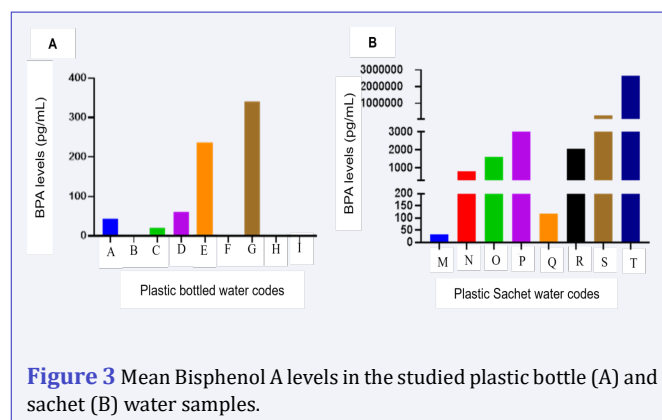 A
BPA levels (pg/mL)
400
300
200
100
0
A B C D E F G H I
Plastic bottled water codes
B
BPA levels (pg/mL)
3000000
2000000
1000000
3000
2000
1000
200
150
100
50
0
M N O P Q R S T
Plastic Sachet water codes
Figure 3 Mean Bisphenol A levels in the studied plastic bottle (A) and
sachet (B) water samples.